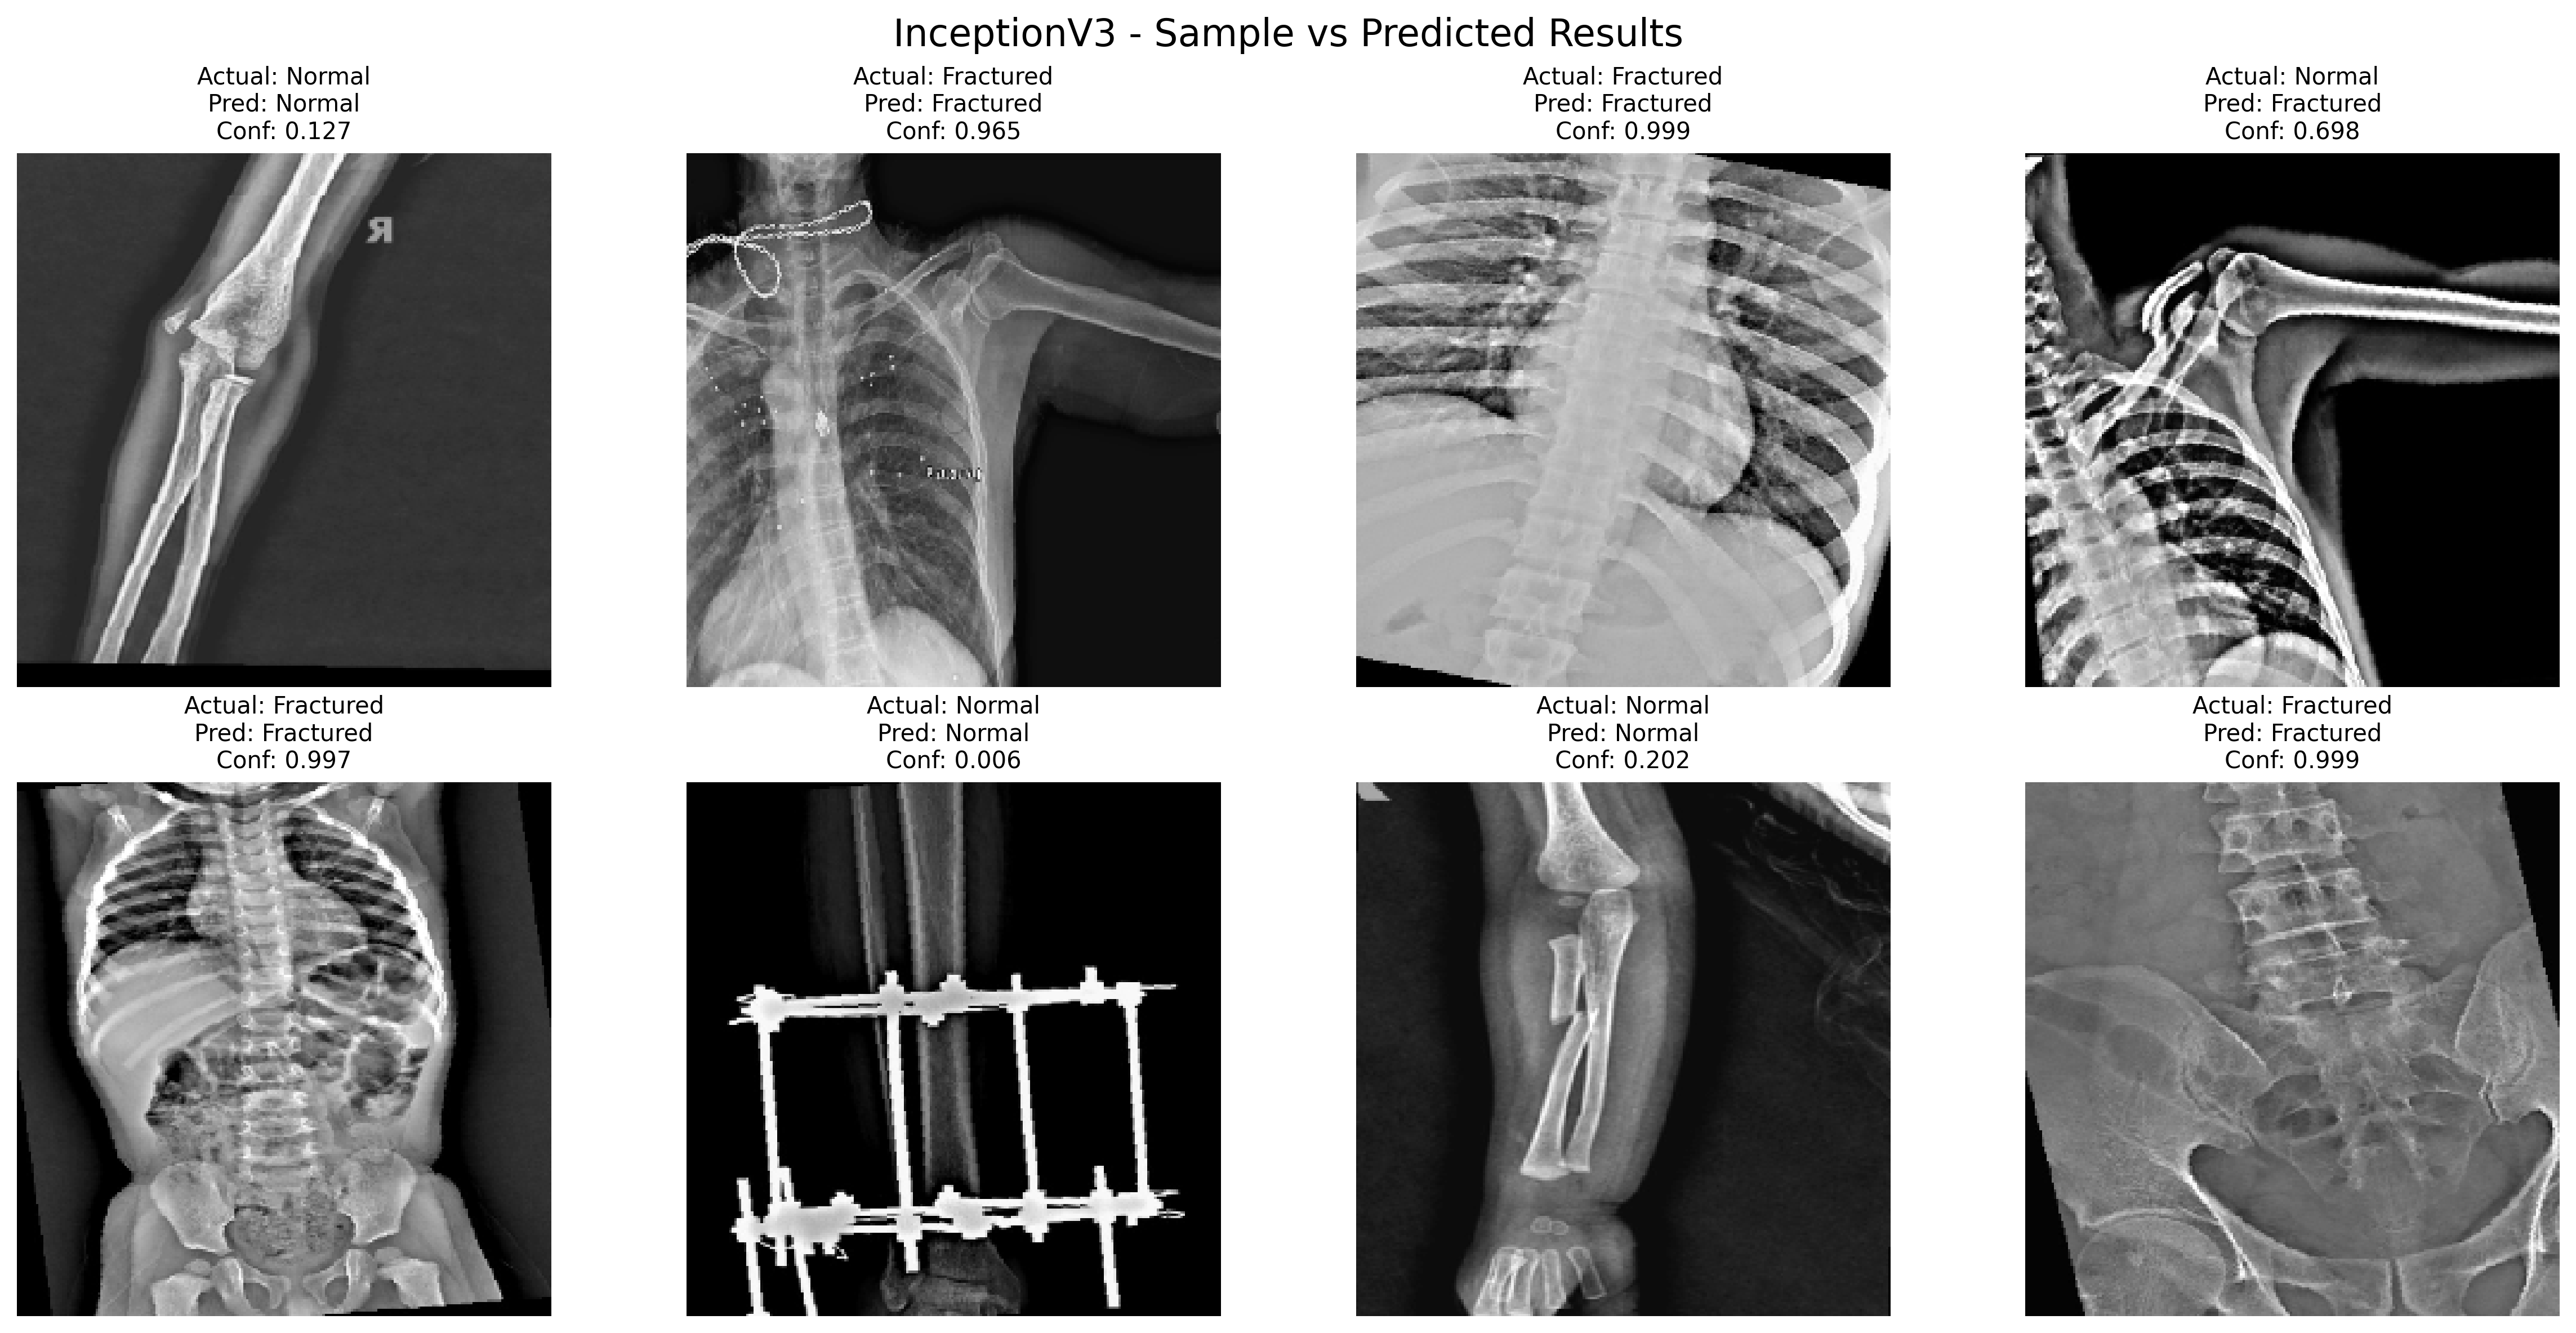 InceptionV3 - Sample vs Predicted Results
Actual: Normal
Pred: Normal
Conf: 0.127
Actual: Fractured
Pred: Fractured
Conf: 0.965
Actual: Fractured
Pred: Fractured
Conf: 0.999
Actual: Normal
Pred: Fractured
Conf: 0.698
R
Actual: Fractured
Pred: Fractured
Conf: 0.997
Actual: Normal
Pred: Normal
Conf: 0.006
Actual: Normal
Pred: Normal
Conf: 0.202
Actual: Fractured
Pred: Fractured
Conf: 0.999